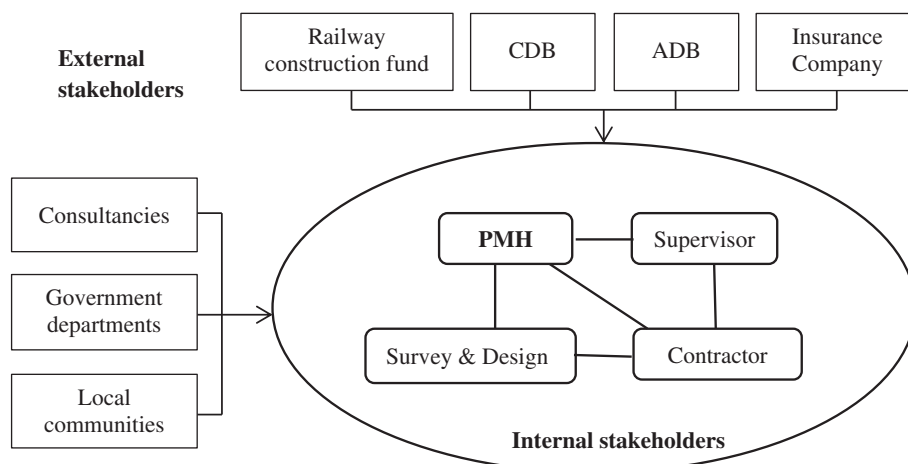 External
stakeholders
Railway
construction fund
CDB
ADB
Insurance
Company
Consultancies
Government
departments
Local
communities
PMH
Supervisor
Survey & Design
Contractor
Internal stakeholders